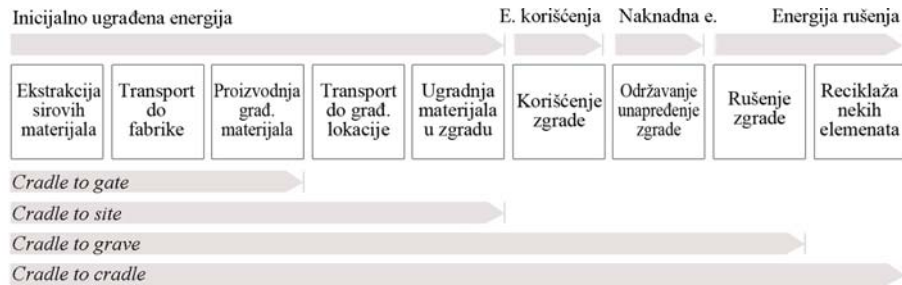 Inicijalno ugrađena energija
E. korišćenja
Naknadna e.
Energija rušenja
Ekstrakcija
sirovih
materijala
Transport
do
fabrike
Proizvodnja
građ.
materijala
Transport
do građ.
lokacije
Ugradnja
materijala
u zgradu
Korišćenje
zgrade
Održavanje
unapređenje
zgrade
Rušenje
zgrade
Reciklaža
nekih
elemenata
Cradle to gate
Cradle to site
Cradle to grave
Cradle to cradle